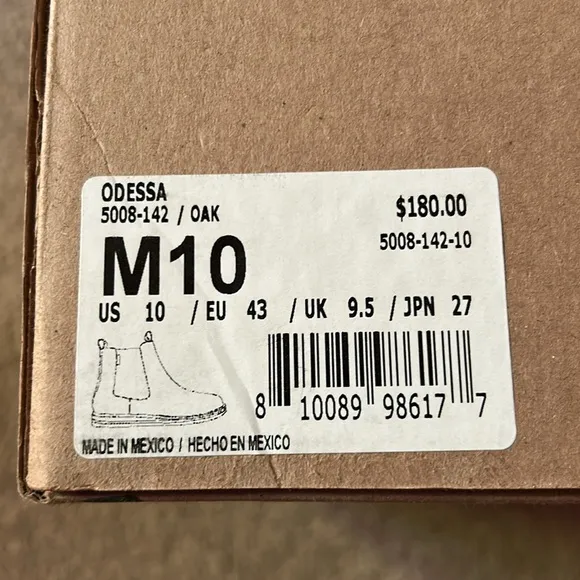 ODESSA
5008-142 / OAK
$180.00
5008-142-10
M10
US 10 / EU 43 / UK 9.5 / JPN 27
8 10089 98617 7
MADE IN MEXICO / HECHO EN MEXICO